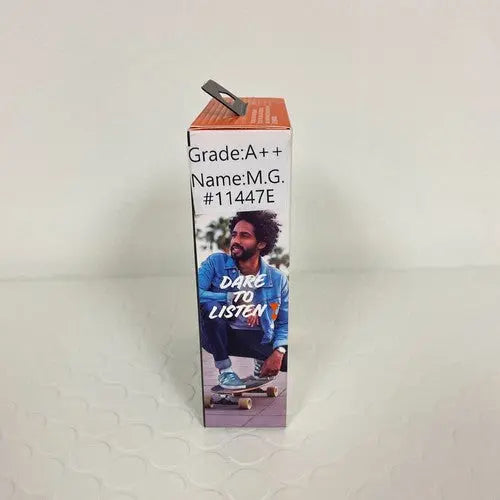 Grade:A++
Name:M.G.
#11447E
DARE
TO
LISTEN